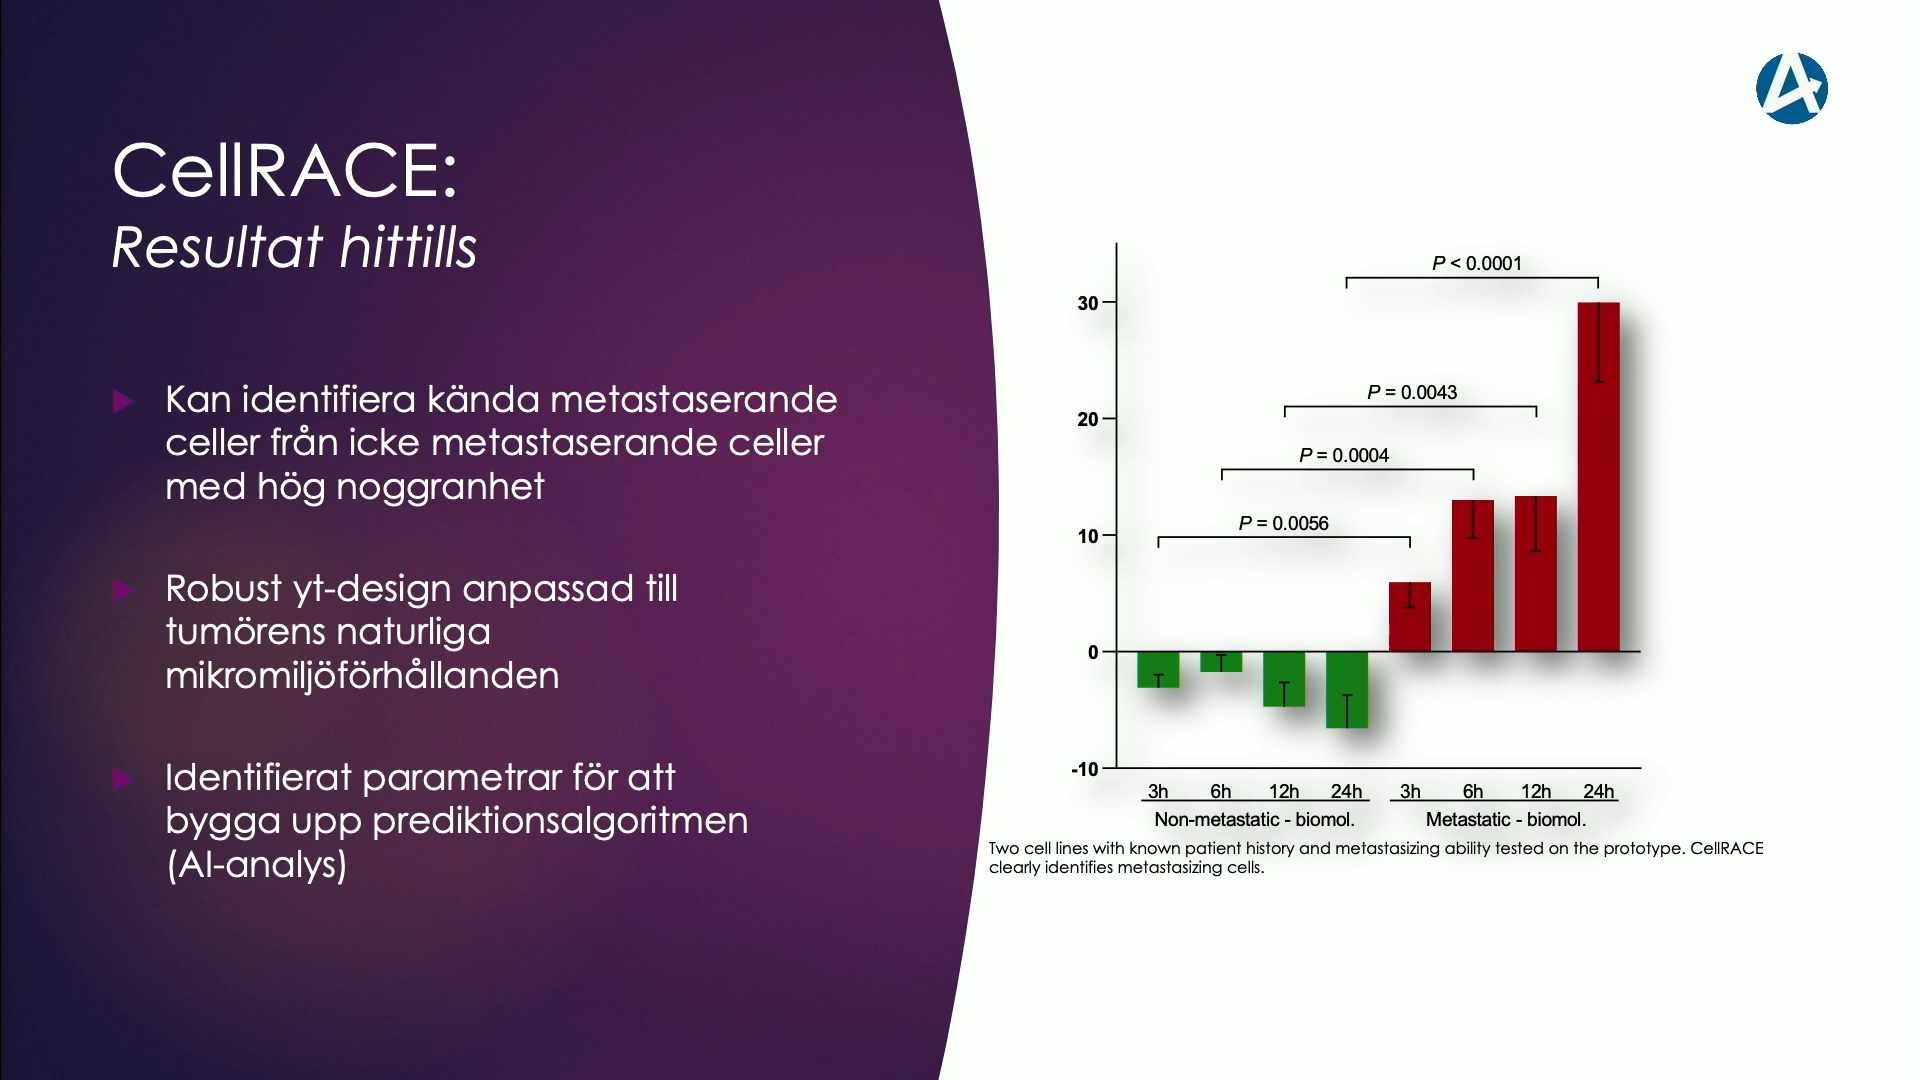 CellRACE:
Resultat hittills
Kan identifiera kända metastaserande
celler från icke metastaserande celler
med hög noggranhet
Robust yt-design anpassad till
tumörens naturliga
mikromiljöförhållanden
Identifierat parametrar för att
bygga upp prediktionsalgoritmen
(AI-analys)
P < 0.0001
30
P = 0.0043
20
P = 0.0004
P = 0.0056
10
0
-10
3h 6h 12h 24h 3h 6h 12h 24h
Non-metastatic - biomol. Metastatic - biomol.
Two cell lines with known patient history and metastasizing ability tested on the prototype. CellRACE
clearly identifies metastasizing cells.